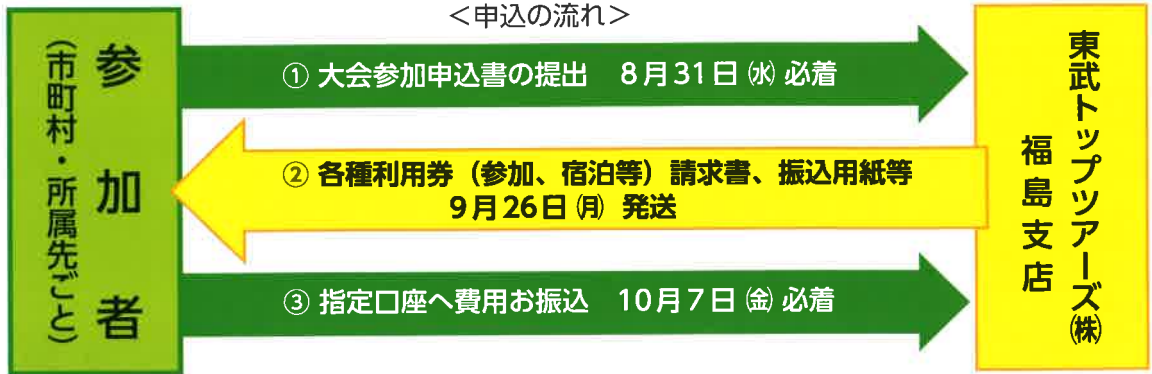 ＜申込の流れ＞
参加者
（市町村・所属先ごと）
① 大会参加申込書の提出　８月31日㈬ 必着
② 各種利用券（参加、宿泊等）請求書、振込用紙等
９月26日㈪ 発送
③ 指定口座へ費用お振込　10月７日㈮ 必着
東武トップツアーズ㈱
福島支店